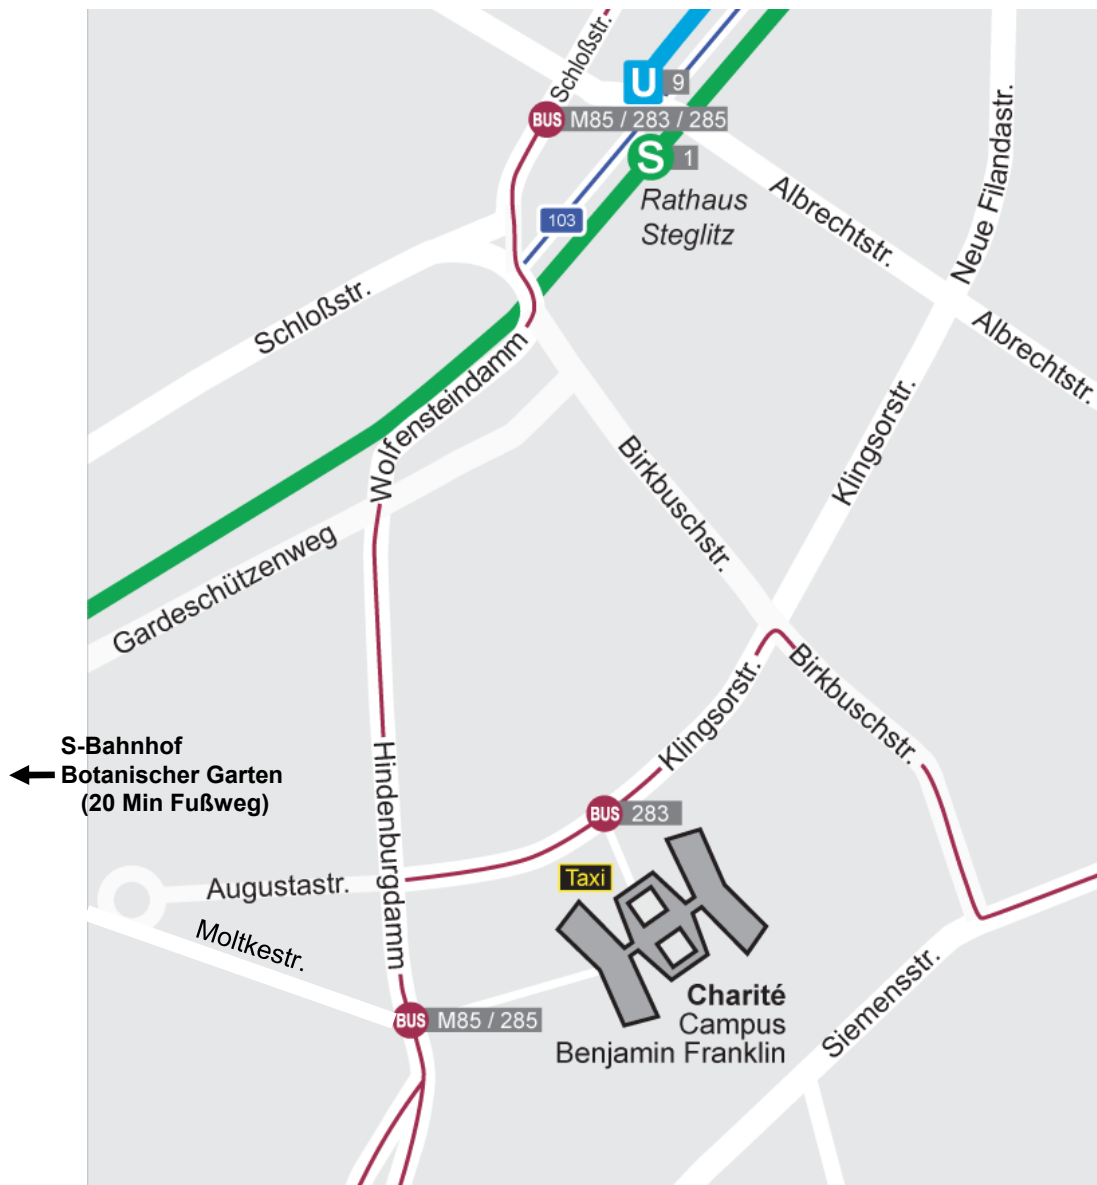 Schloßstr.
U 9
BUS M85 / 283 / 285
S 1
Rathaus
Steglitz
103
Albrechtstr.
Neue Filandastr.
Albrechtstr.
Schloßstr.
Wolfensteindamm
Klingsorstr.
Birkbuschstr.
Gardeschützenweg
Birkbuschstr.
Klingsorstr.
S-Bahnhof
Botanischer Garten
(20 Min Fußweg)
Hindenburgdamm
BUS 283
Taxi
Augustastr.
Moltkestr.
Siemensstr.
BUS M85 / 285
Charité
Campus
Benjamin Franklin